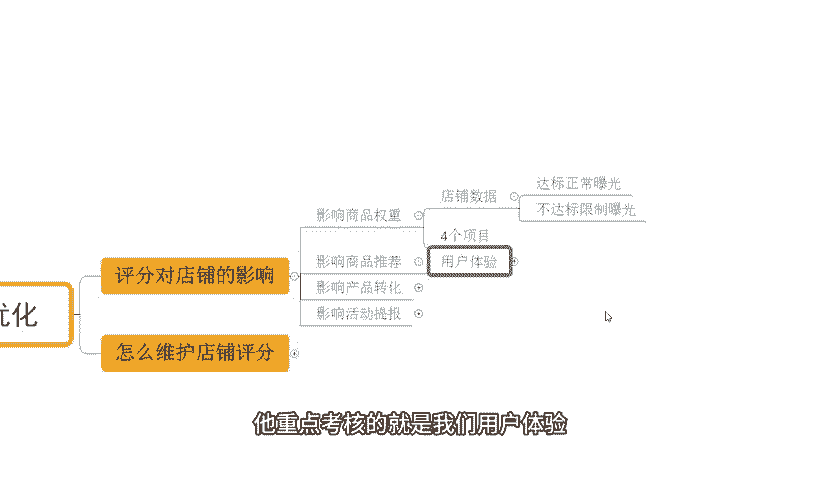 优化
评分对店铺的影响
影响商品权重
店铺数据
达标正常曝光
不达标限制曝光
4个项目
影响商品推荐
用户体验
影响产品转化
影响活动提报
怎么维护店铺评分
他重点考核的就是我们用户体验